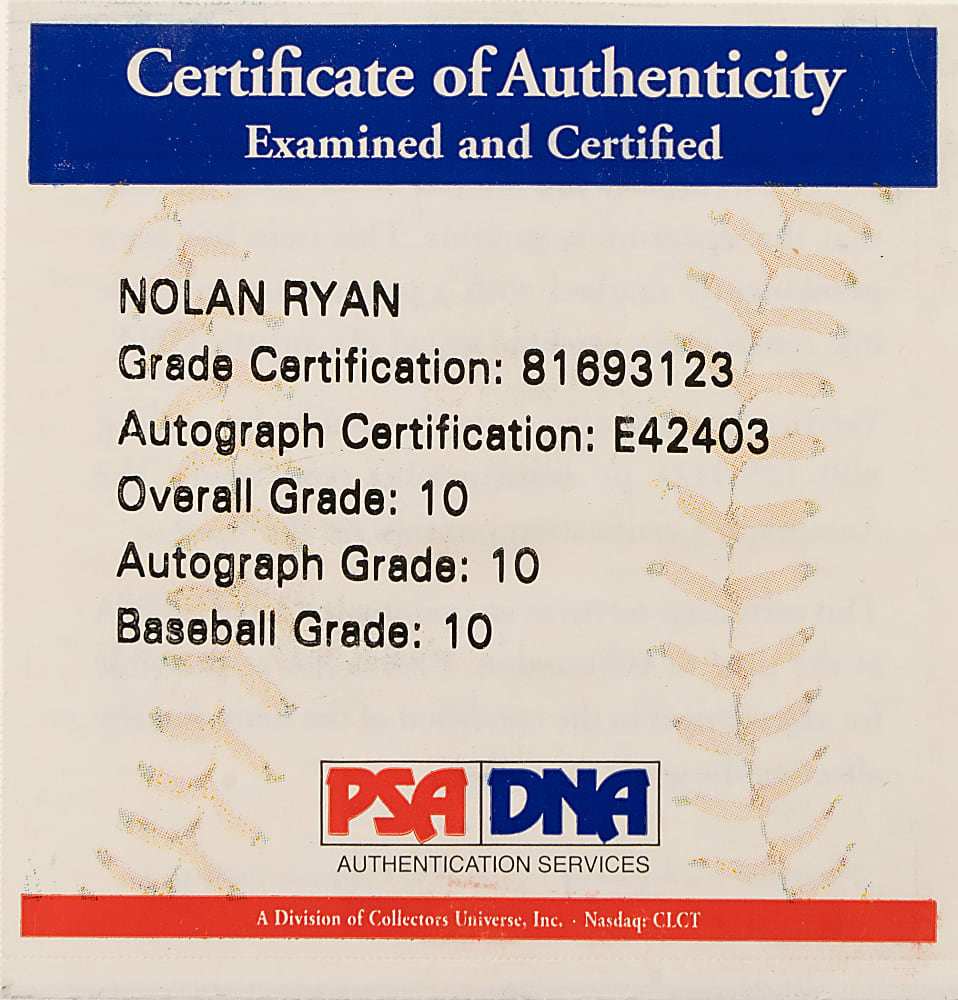 Certificate of Authenticity
Examined and Certified
NOLAN RYAN
Grade Certification: 81693123
Autograph Certification: E42403
Overall Grade: 10
Autograph Grade: 10
Baseball Grade: 10
PSA DNA
AUTHENTICATION SERVICES
A Division of Collectors Universe, Inc. · Nasdaq: CLCT